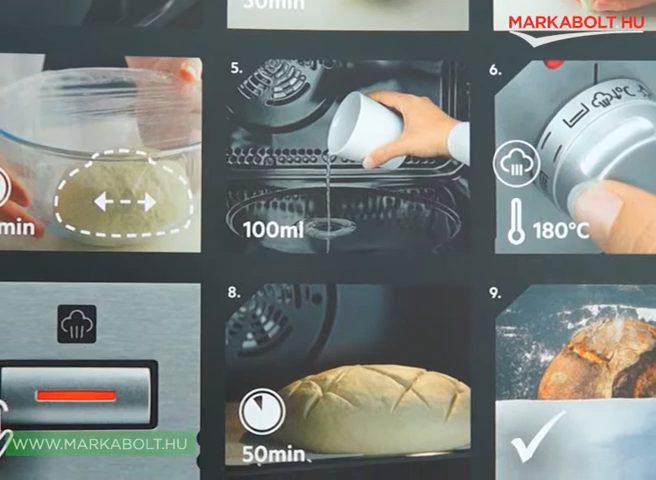 30min
MARKABOLT HU
5.
6.
min
100ml
180°C
8.
9.
50min
WWW.MARKABOLT.HU